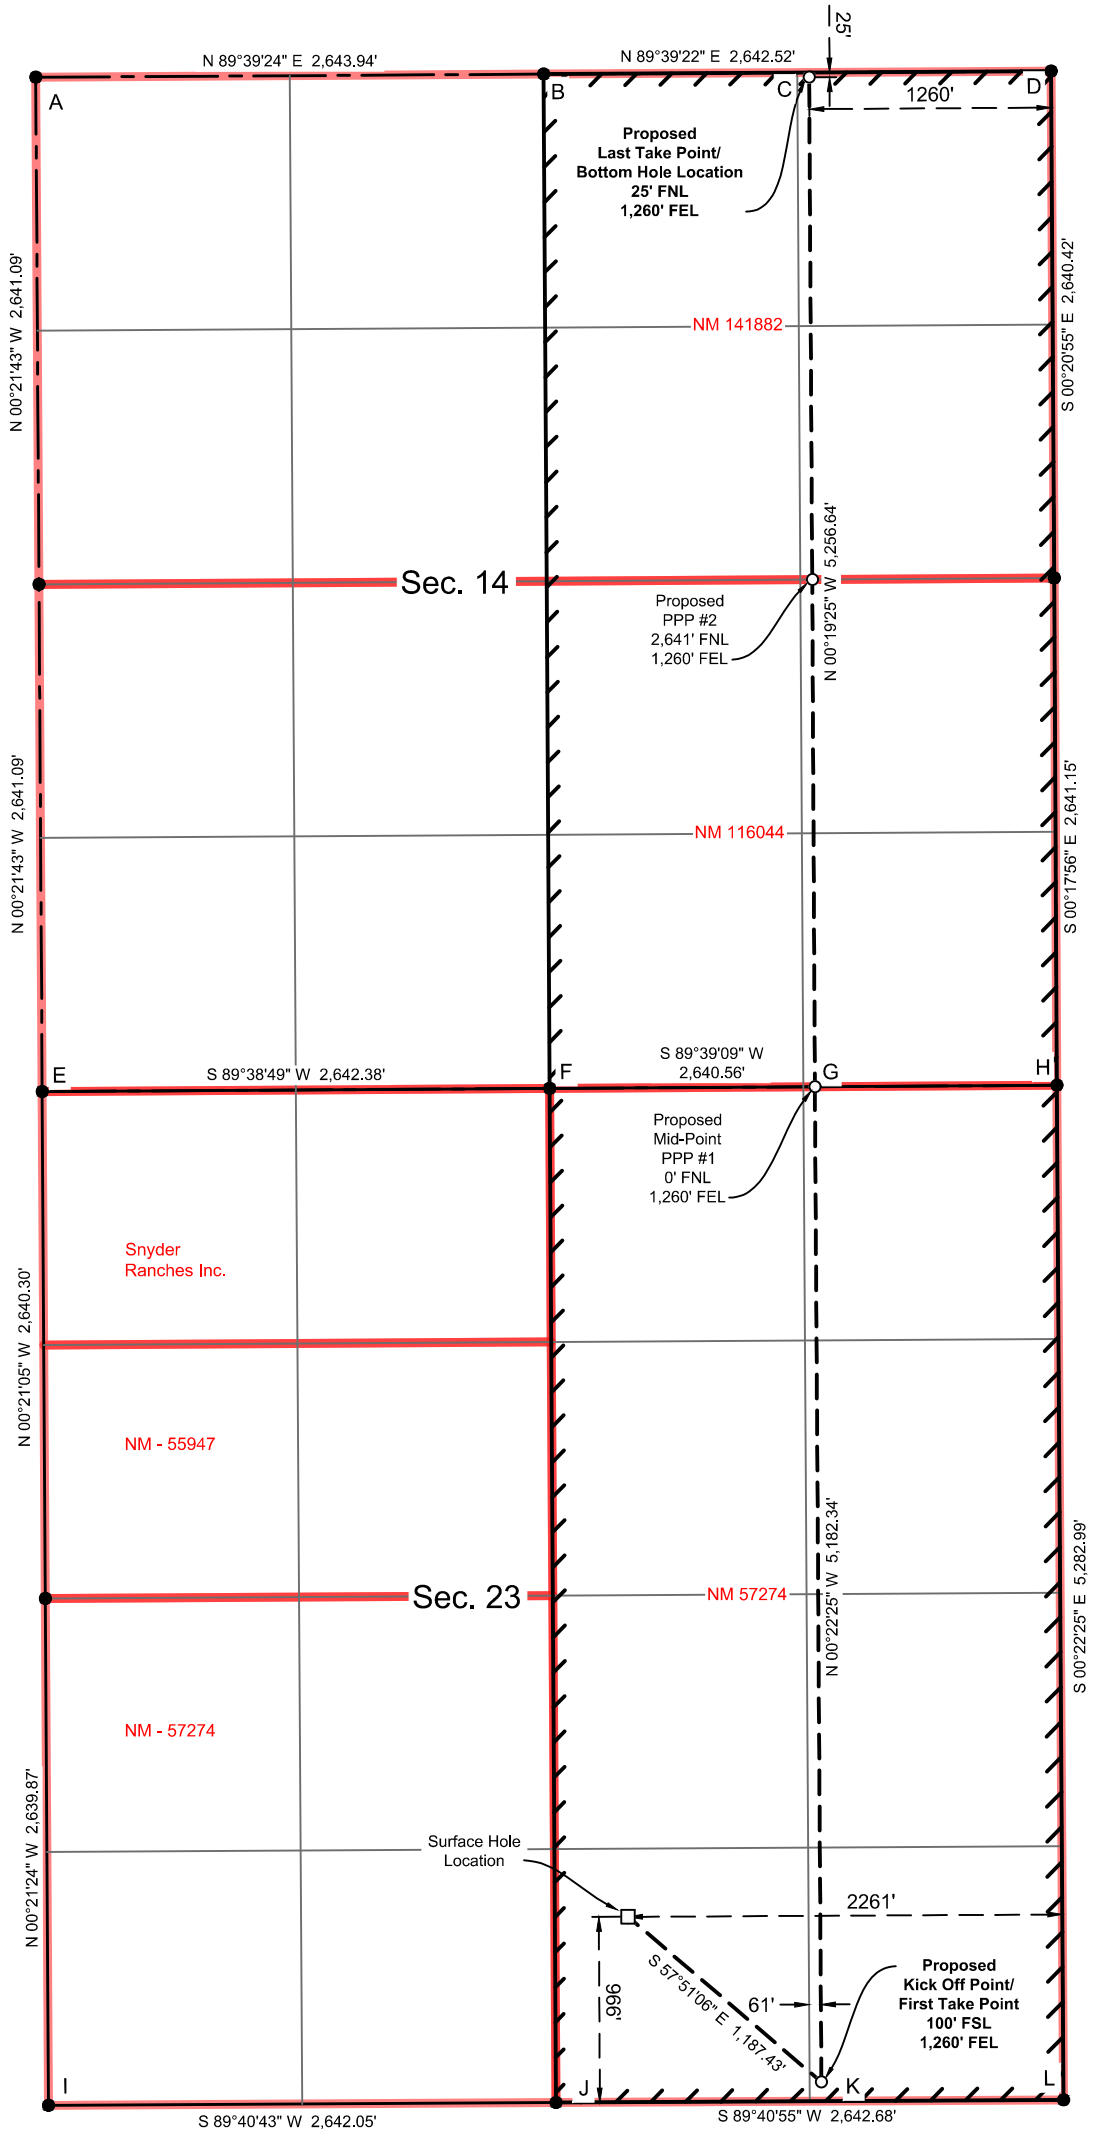 25'
N 89°39'24" E 2,643.94'
N 89°39'22" E 2,642.52'
A
B
C
D
1260'
Proposed
Last Take Point/
Bottom Hole Location
25' FNL
1,260' FEL
N 00°21'43" W 2,641.09'
S 00°20'55" E 2,640.42'
NM 141882
Sec. 14
N 00°19'25" W 5,256.64'
Proposed
PPP #2
2,641' FNL
1,260' FEL
N 00°21'43" W 2,641.09'
S 00°17'56" E 2,641.15'
NM 116044
E
S 89°38'49" W 2,642.38'
F
S 89°39'09" W
2,640.56'
G
H
Proposed
Mid-Point
PPP #1
0' FNL
1,260' FEL
Snyder
Ranches Inc.
N 00°21'05" W 2,640.30'
NM - 55947
N 00°22'25" W 5,182.34'
S 00°22'25" E 5,282.99'
Sec. 23
NM 57274
NM - 57274
N 00°21'24" W 2,639.87'
Surface Hole
Location
2261'
996'
S 57°51'06" E 1,187.43'
61'
Proposed
Kick Off Point/
First Take Point
100' FSL
1,260' FEL
I
J
K
L
S 89°40'43" W 2,642.05'
S 89°40'55" W 2,642.68'